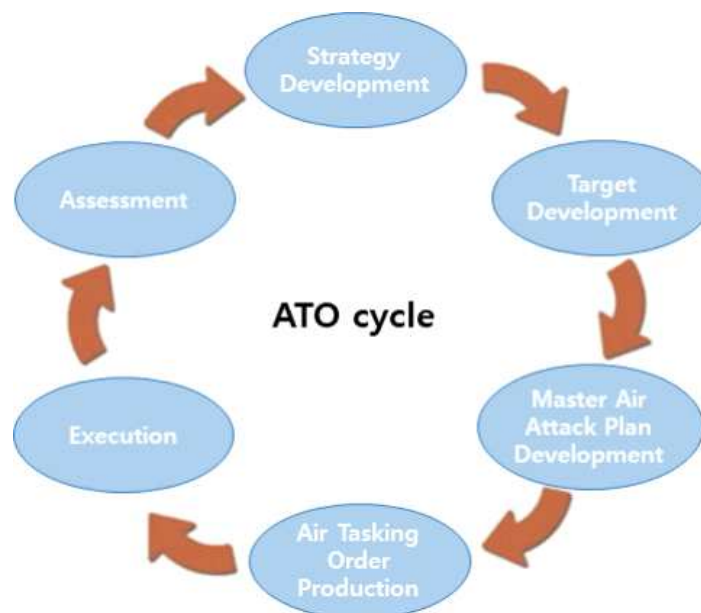 Strategy
Development
Target
Development
Master Air
Attack Plan
Development
Air Tasking
Order
Production
Execution
Assessment
ATO cycle